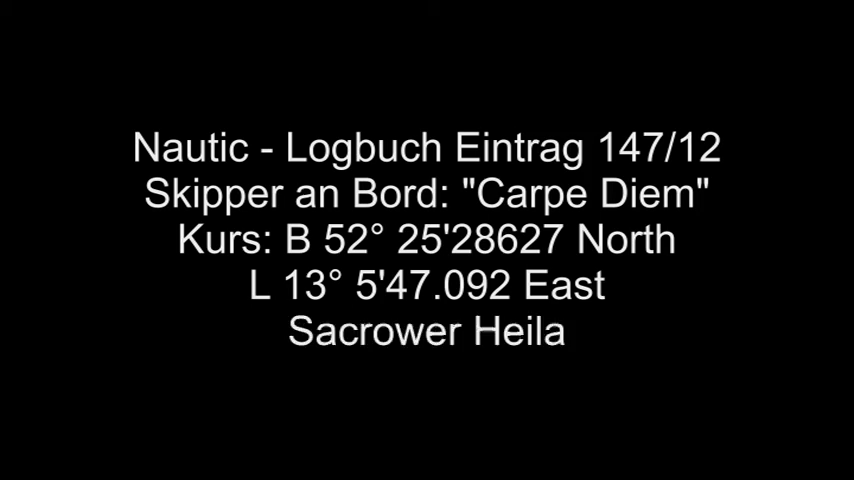 Nautic - Logbuch Eintrag 147/12
Skipper an Bord: "Carpe Diem"
Kurs: B 52° 25'28627 North
L 13° 5'47.092 East
Sacrower Heila